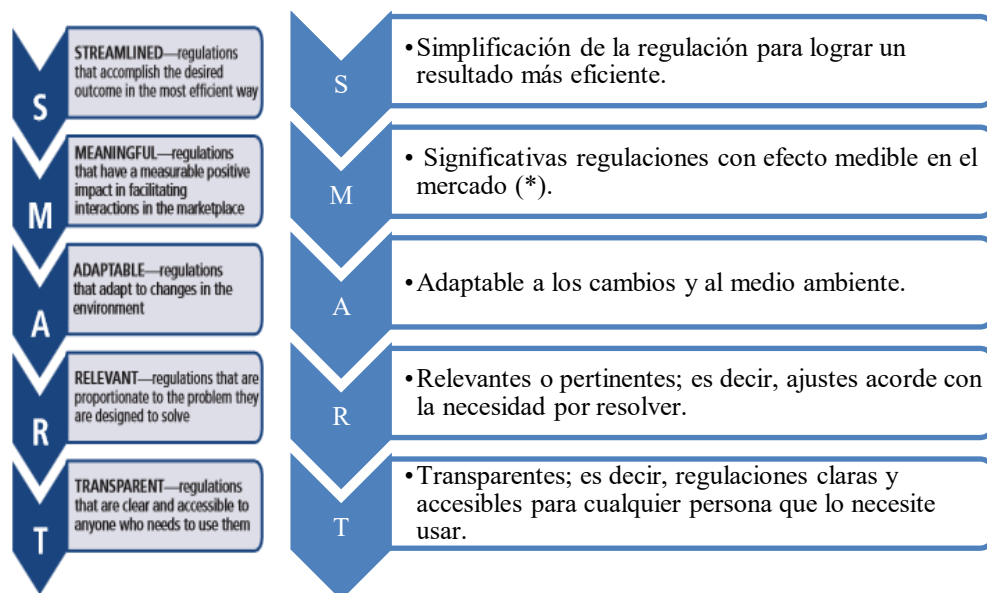 S
STREAMLINED—regulations
that accomplish the desired
outcome in the most efficient way
M
MEANINGFUL—regulations
that have a measurable positive
impact in facilitating
interactions in the marketplace
A
ADAPTABLE—regulations
that adapt to changes in the
environment
R
RELEVANT—regulations that are
proportionate to the problem they
are designed to solve
T
TRANSPARENT—regulations
that are clear and accessible to
anyone who needs to use them
S
•Simplificación de la regulación para lograr un
resultado más eficiente.
M
• Significativas regulaciones con efecto medible en el
mercado (*).
A
•Adaptable a los cambios y al medio ambiente.
R
•Relevantes o pertinentes; es decir, ajustes acorde con
la necesidad por resolver.
T
•Transparentes; es decir, regulaciones claras y
accesibles para cualquier persona que lo necesite
usar.